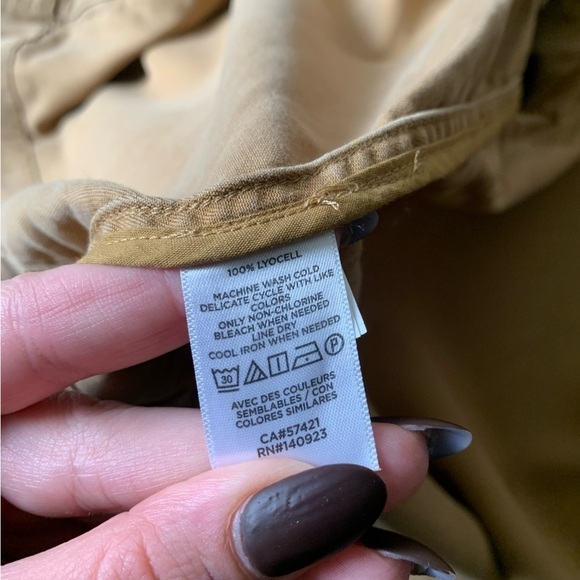 100% LYOCELL
MACHINE WASH COLD
DELICATE CYCLE WITH LIKE
COLORS
ONLY NON-CHLORINE
BLEACH WHEN NEEDED
LINE DRY
COOL IRON WHEN NEEDED
30 P
AVEC DES COULEURS
SEMBLABLES / CON
COLORES SIMILARES
CA#57421
RN#140923